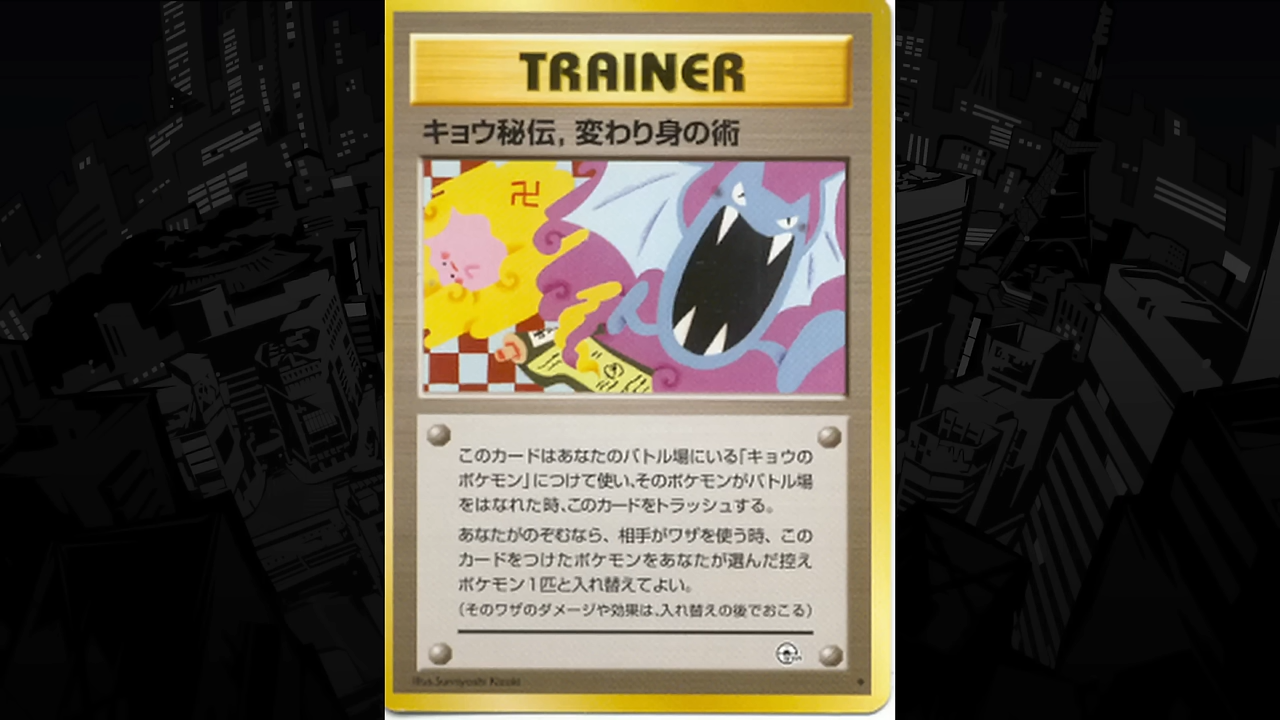 TRAINER
キョウ秘伝，変わり身の術
卍
このカードはあなたのバトル場にいる「キョウの
ポケモン」につけて使い、そのポケモンがバトル場
をはなれた時、このカードをトラッシュする。
あなたがのぞむなら、相手がワザを使う時、この
カードをつけたポケモンをあなたが選んだ控え
ポケモン1匹と入れ替えてよい。
（そのワザのダメージや効果は、入れ替えの後でおこる）
Illus.Sumiyoshi Kizuki